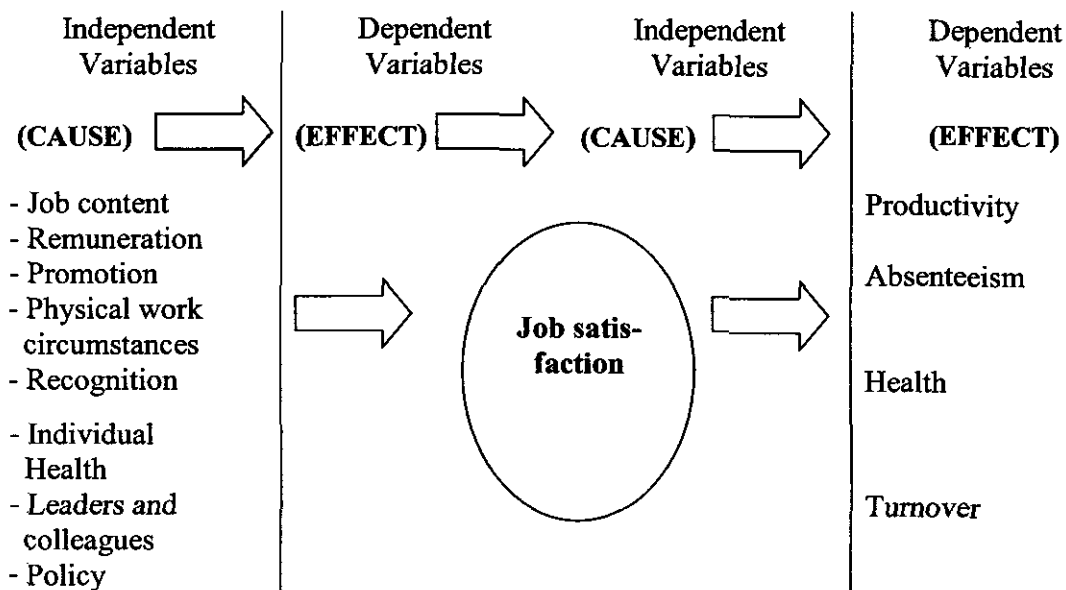 Independent
Variables
Dependent
Variables
Independent
Variables
Dependent
Variables
(CAUSE)
(EFFECT)
(CAUSE)
(EFFECT)
- Job content
- Remuneration
- Promotion
- Physical work
circumstances
- Recognition
- Individual
Health
- Leaders and
colleagues
- Policy
Job satis-
faction
Productivity
Absenteeism
Health
Turnover